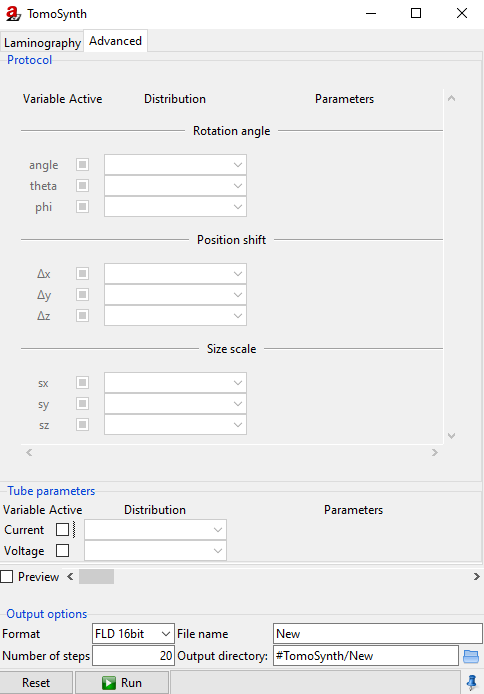 TomoSynth
Laminography Advanced
Protocol
Variable Active Distribution Parameters
Rotation angle
angle
theta
phi
Position shift
Δx
Δy
Δz
Size scale
sx
sy
sz
Tube parameters
Variable Active Distribution Parameters
Current
Voltage
Preview
Output options
Format FLD 16bit File name New
Number of steps 20 Output directory: #TomoSynth/New
Reset Run